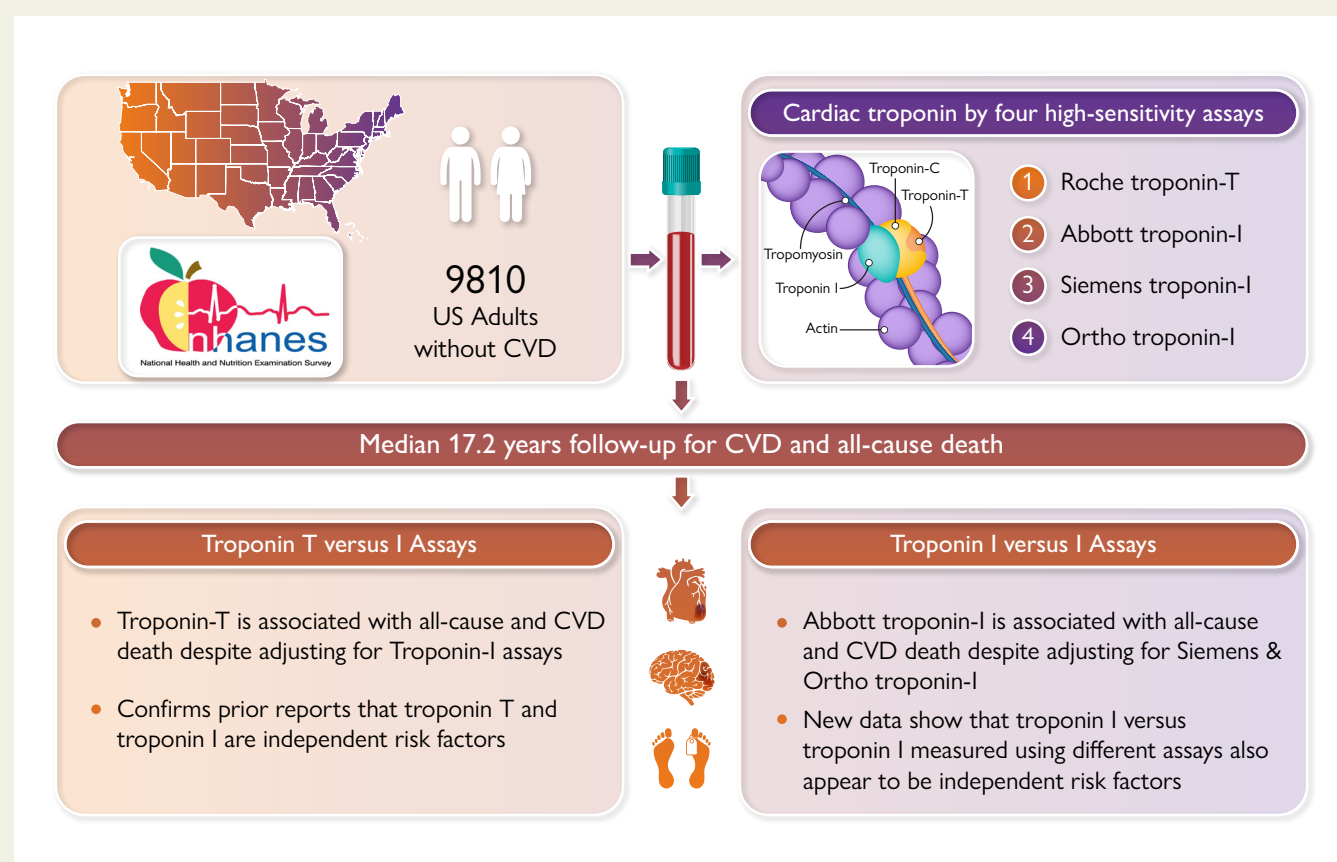 nhanes
National Health and Nutrition Examination Survey
9810
US Adults
without CVD
Cardiac troponin by four high-sensitivity assays
Troponin-C
Troponin-T
Tropomyosin
Troponin I
Actin
1 Roche troponin-T
2 Abbott troponin-I
3 Siemens troponin-I
4 Ortho troponin-I
Median 17.2 years follow-up for CVD and all-cause death
Troponin T versus I Assays
• Troponin-T is associated with all-cause and CVD
death despite adjusting for Troponin-I assays
• Confirms prior reports that troponin T and
troponin I are independent risk factors
Troponin I versus I Assays
• Abbott troponin-I is associated with all-cause
and CVD death despite adjusting for Siemens &
Ortho troponin-I
• New data show that troponin I versus
troponin I measured using different assays also
appear to be independent risk factors